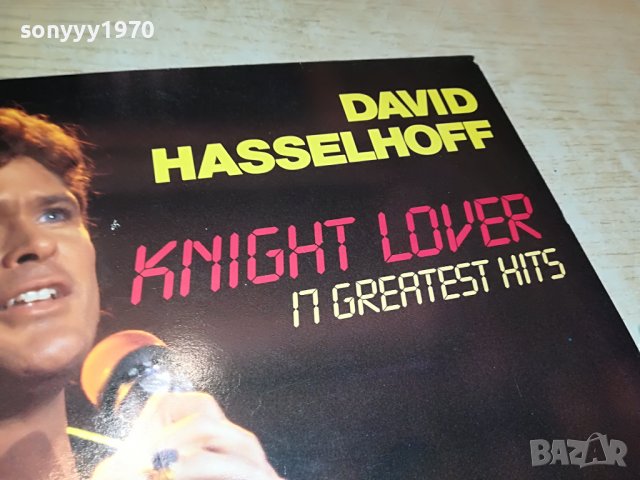 sonyyy1970
DAVID
HASSELHOFF
KNIGHT LOVER
17 GREATEST HITS
BAZAR